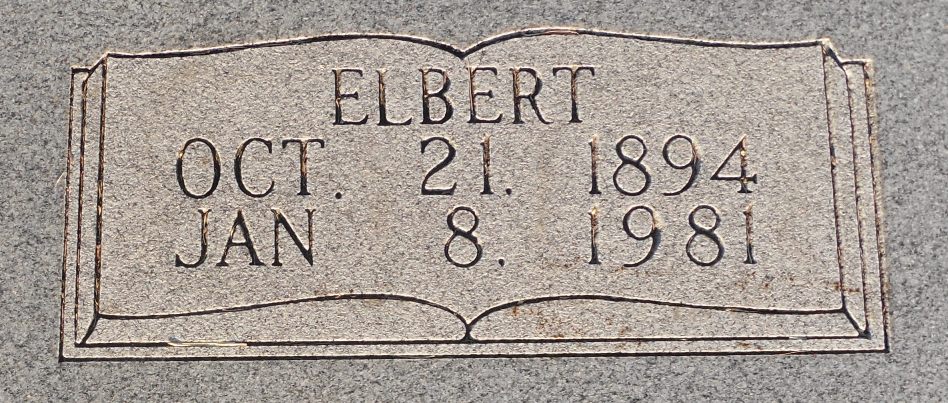 ELBERT
OCT. 21. 1894
JAN 8. 1981